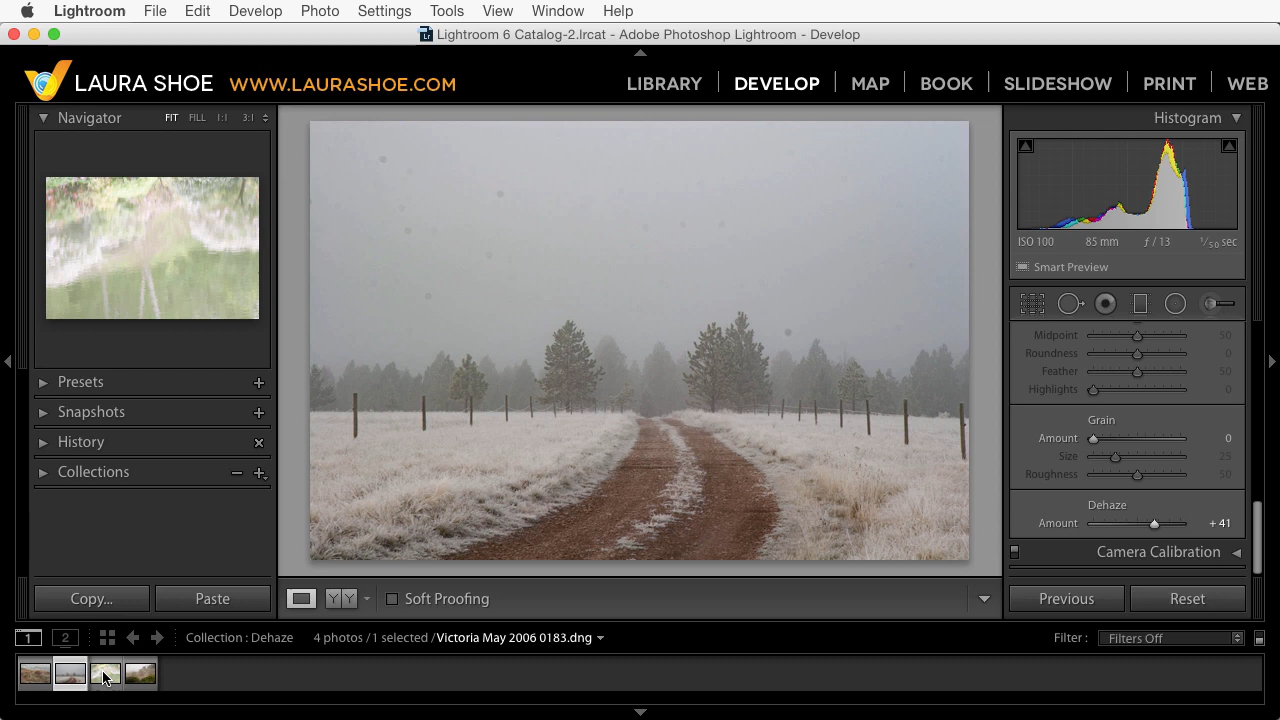 Lightroom File Edit Develop Photo Settings Tools View Window Help
Lr Lightroom 6 Catalog-2.lrcat - Adobe Photoshop Lightroom - Develop
LAURA SHOE WWW.LAURASHOE.COM
LIBRARY DEVELOP MAP BOOK SLIDESHOW PRINT WEB
Navigator FIT FILL 1:1 3:1
Presets
Snapshots
History
Collections
Copy... Paste
Histogram
ISO 100 85 mm ƒ / 13 1/50 sec
Smart Preview
Midpoint 50
Roundness 0
Feather 50
Highlights 0
Grain
Amount 0
Size 25
Roughness 50
Dehaze
Amount + 41
Camera Calibration
Previous Reset
YY Soft Proofing
1 2 Collection : Dehaze 4 photos / 1 selected / Victoria May 2006 0183.dng Filter : Filters Off